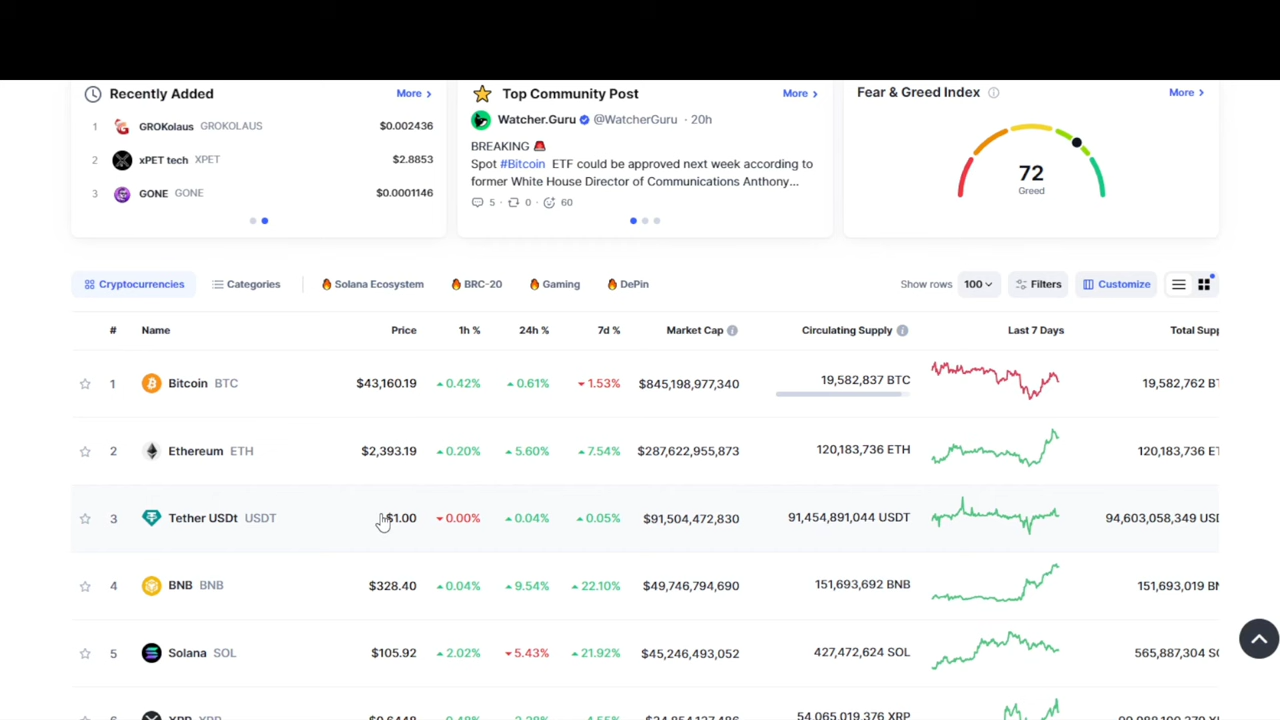 Recently Added More >
1 GROKolaus GROKOLAUS $0.002436
2 xPET tech XPET $2.8853
3 GONE GONE $0.0001146
Top Community Post More >
Watcher.Guru @WatcherGuru · 20h
BREAKING 🚨
Spot #Bitcoin ETF could be approved next week according to
former White House Director of Communications Anthony...
5 · 0 · 60
Fear & Greed Index More >
72
Greed
Cryptocurrencies Categories 🔥 Solana Ecosystem 🔥 BRC-20 🔥 Gaming 🔥 DePin Show rows 100 Filters Customize
# Name Price 1h % 24h % 7d % Market Cap Circulating Supply Last 7 Days Total Supp
1 Bitcoin BTC $43,160.19 0.42% 0.61% 1.53% $845,198,977,340 19,582,837 BTC 19,582,762 BT
2 Ethereum ETH $2,393.19 0.20% 5.60% 7.54% $287,622,955,873 120,183,736 ETH 120,183,736 ET
3 Tether USDt USDT $1.00 0.00% 0.04% 0.05% $91,504,472,830 91,454,891,044 USDT 94,603,058,349 USD
4 BNB BNB $328.40 0.04% 9.54% 22.10% $49,746,794,690 151,693,692 BNB 151,693,019 BN
5 Solana SOL $105.92 2.02% 5.43% 21.92% $45,246,493,052 427,472,624 SOL 565,887,304 SO
54,065,019,376 XRP